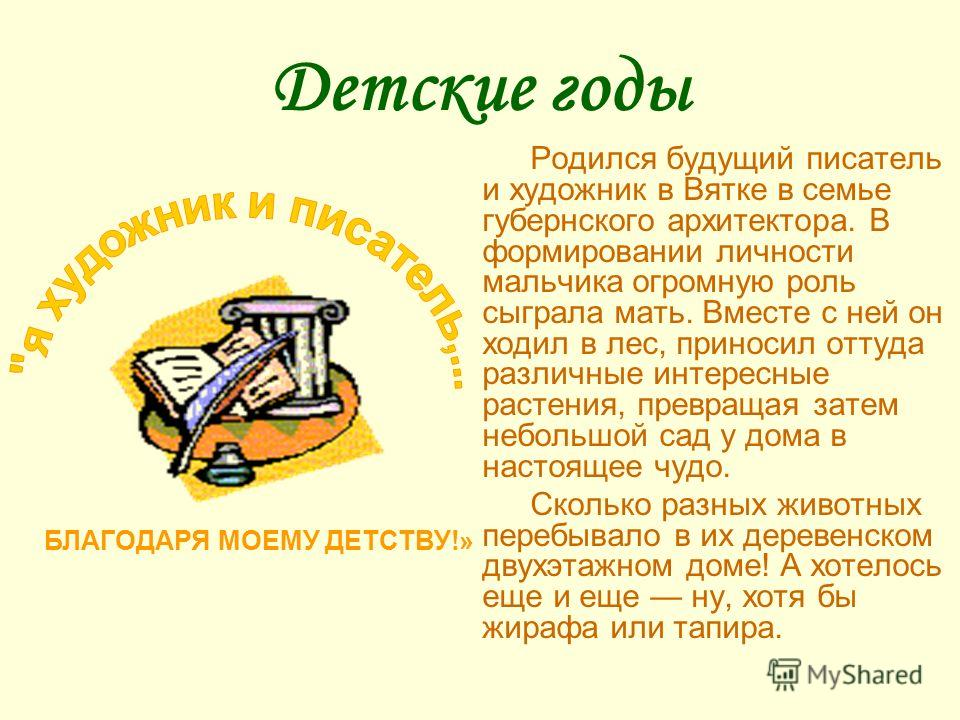 Детские годы
"я художник и писатель,...
БЛАГОДАРЯ МОЕМУ ДЕТСТВУ!»
Родился будущий писатель
и художник в Вятке в семье
губернского архитектора. В
формировании личности
мальчика огромную роль
сыграла мать. Вместе с ней он
ходил в лес, приносил оттуда
различные интересные
растения, превращая затем
небольшой сад у дома в
настоящее чудо.
Сколько разных животных
перебывало в их деревенском
двухэтажном доме! А хотелось
еще и еще — ну, хотя бы
жирафа или тапира.
MyShared